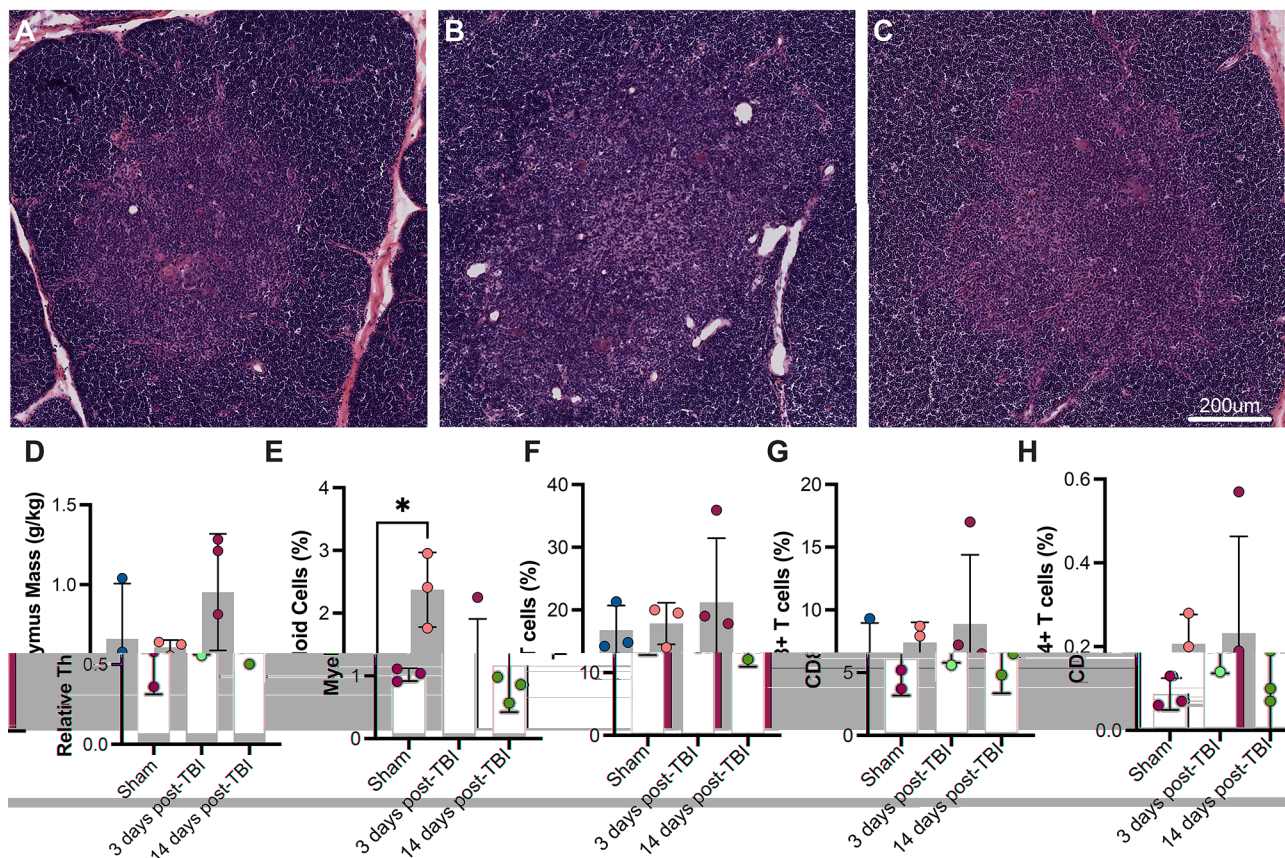 A
B
C
200um
D
E
F
G
H
1.5
1.0
0.5
0.0
Relative Th
ymus Mass (g/kg)
Sham
3 days post-TBI
14 days post-TBI
4
3
2
1
0
Mye
oid Cells (%)
*
Sham
3 days post-TBI
14 days post-TBI
40
30
20
10
0
T cells (%)
Sham
3 days post-TBI
14 days post-TBI
20
15
10
5
0
CD8
3+ T cells (%)
Sham
3 days post-TBI
14 days post-TBI
0.6
0.4
0.2
0.0
CD
4+ T cells (%)
Sham
3 days post-TBI
14 days post-TBI